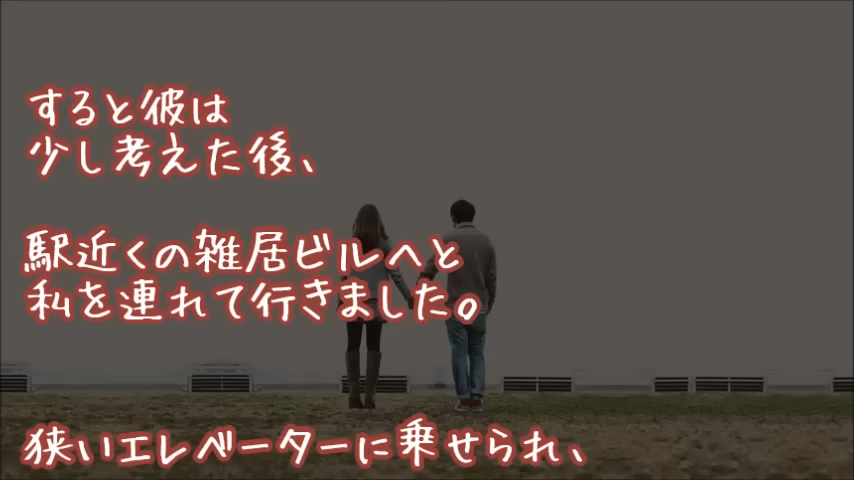 すると彼は
少し考えた後、
駅近くの雑居ビルへと
私を連れて行きました。
狭いエレベーターに乗せられ、